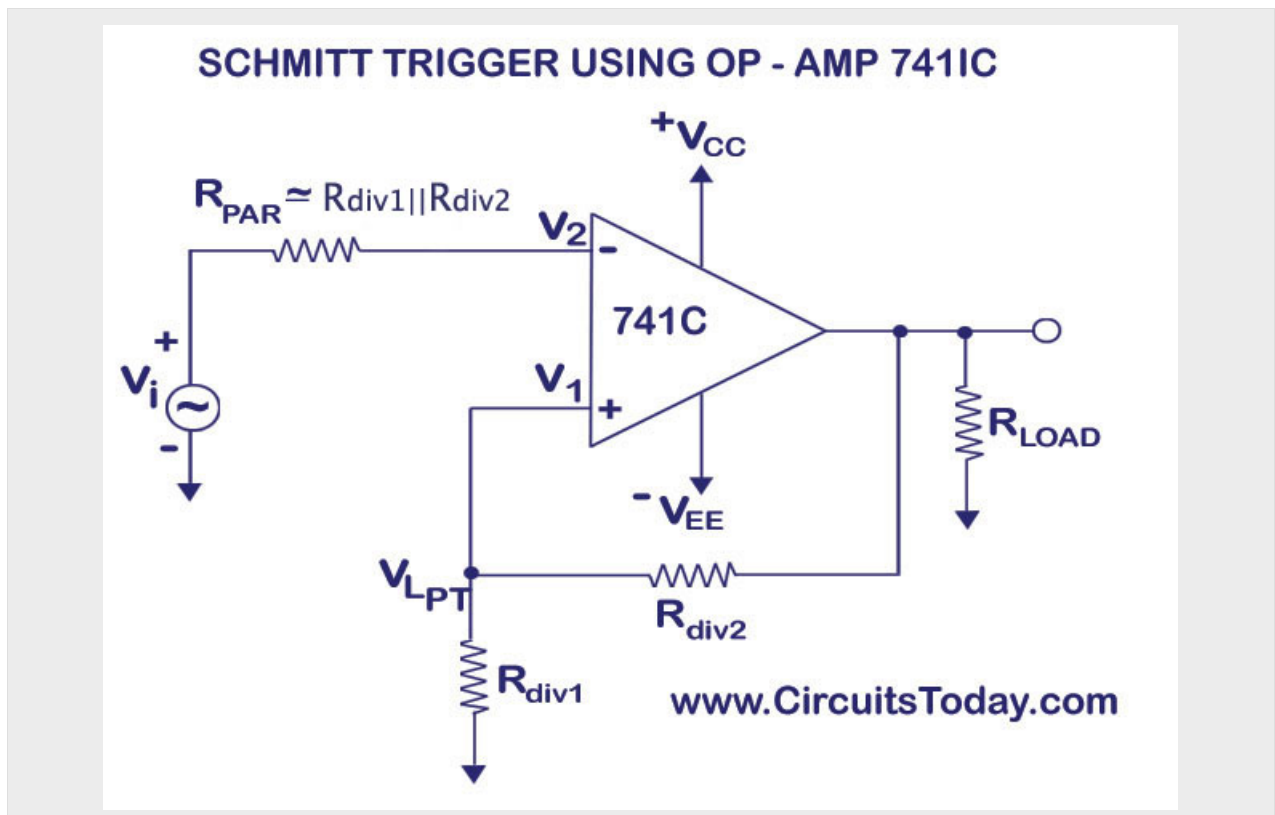 SCHMITT TRIGGER USING OP - AMP 741IC
+VCC
RPAR ≃ Rdiv1||Rdiv2
V2
-
741C
+
Vi
-
V1
+
RLOAD
- VEE
VLPT
Rdiv2
Rdiv1
www.CircuitsToday.com